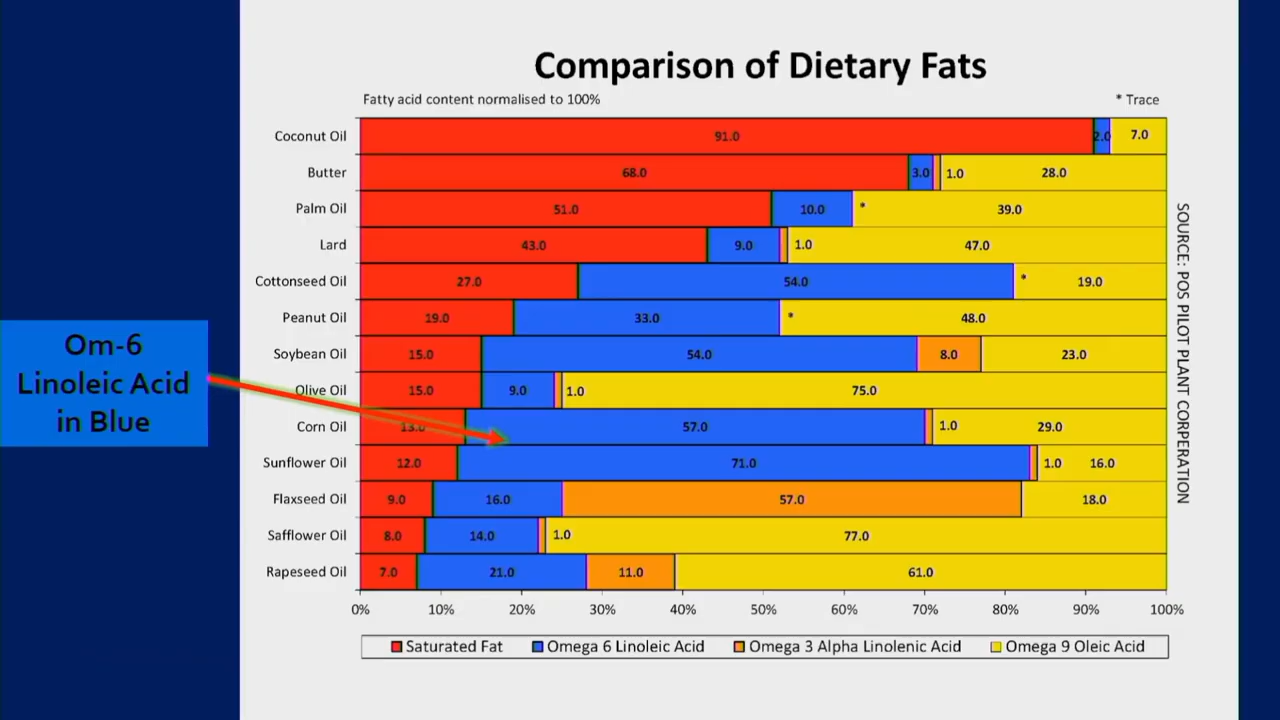 Comparison of Dietary Fats
Fatty acid content normalised to 100%
* Trace
Coconut Oil 91.0 2.0 7.0
Butter 68.0 3.0 1.0 28.0
Palm Oil 51.0 10.0 * 39.0
Lard 43.0 9.0 1.0 47.0
Cottonseed Oil 27.0 54.0 * 19.0
Peanut Oil 19.0 33.0 * 48.0
Soybean Oil 15.0 54.0 8.0 23.0
Olive Oil 15.0 9.0 1.0 75.0
Corn Oil 13.0 57.0 1.0 29.0
Sunflower Oil 12.0 71.0 1.0 16.0
Flaxseed Oil 9.0 16.0 57.0 18.0
Safflower Oil 8.0 14.0 1.0 77.0
Rapeseed Oil 7.0 21.0 11.0 61.0
0% 10% 20% 30% 40% 50% 60% 70% 80% 90% 100%
Saturated Fat Omega 6 Linoleic Acid Omega 3 Alpha Linolenic Acid Omega 9 Oleic Acid
SOURCE: POS PILOT PLANT CORPERATION
Om-6
Linoleic Acid
in Blue